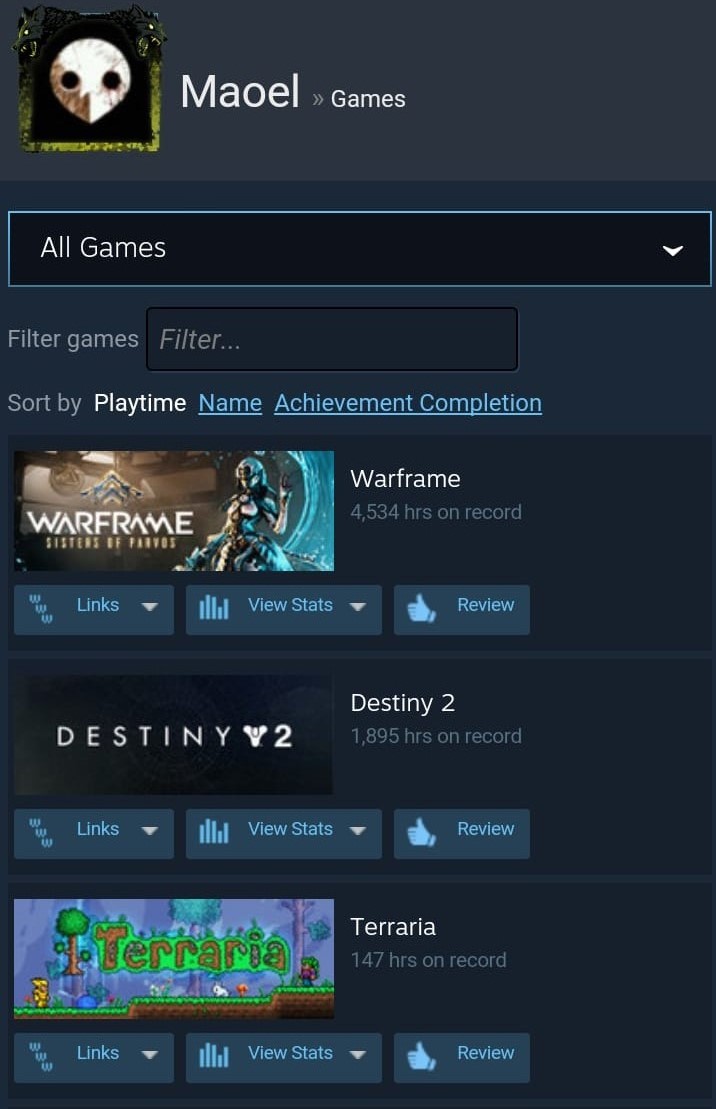 Maoel » Games
All Games
Filter games Filter...
Sort by Playtime Name Achievement Completion
WARFRAME
SISTERS OF PARVOS
Warframe
4,534 hrs on record
Links View Stats Review
DESTINY 2
Destiny 2
1,895 hrs on record
Links View Stats Review
Terraria
Terraria
147 hrs on record
Links View Stats Review